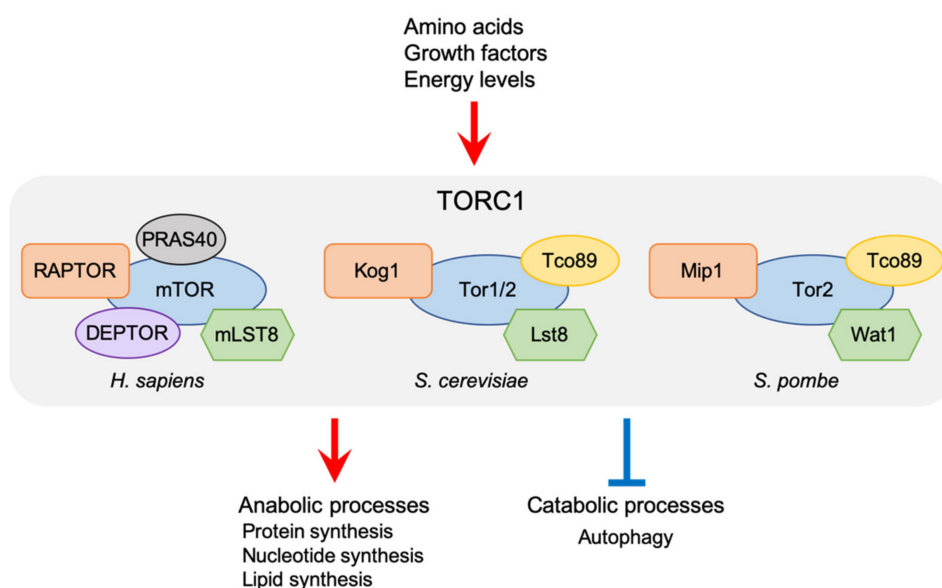 Amino acids
Growth factors
Energy levels
TORC1
PRAS40
RAPTOR
mTOR
DEPTOR
mLST8
H. sapiens
Kog1
Tco89
Tor1/2
Lst8
S. cerevisiae
Mip1
Tco89
Tor2
Wat1
S. pombe
Anabolic processes
Protein synthesis
Nucleotide synthesis
Lipid synthesis
Catabolic processes
Autophagy